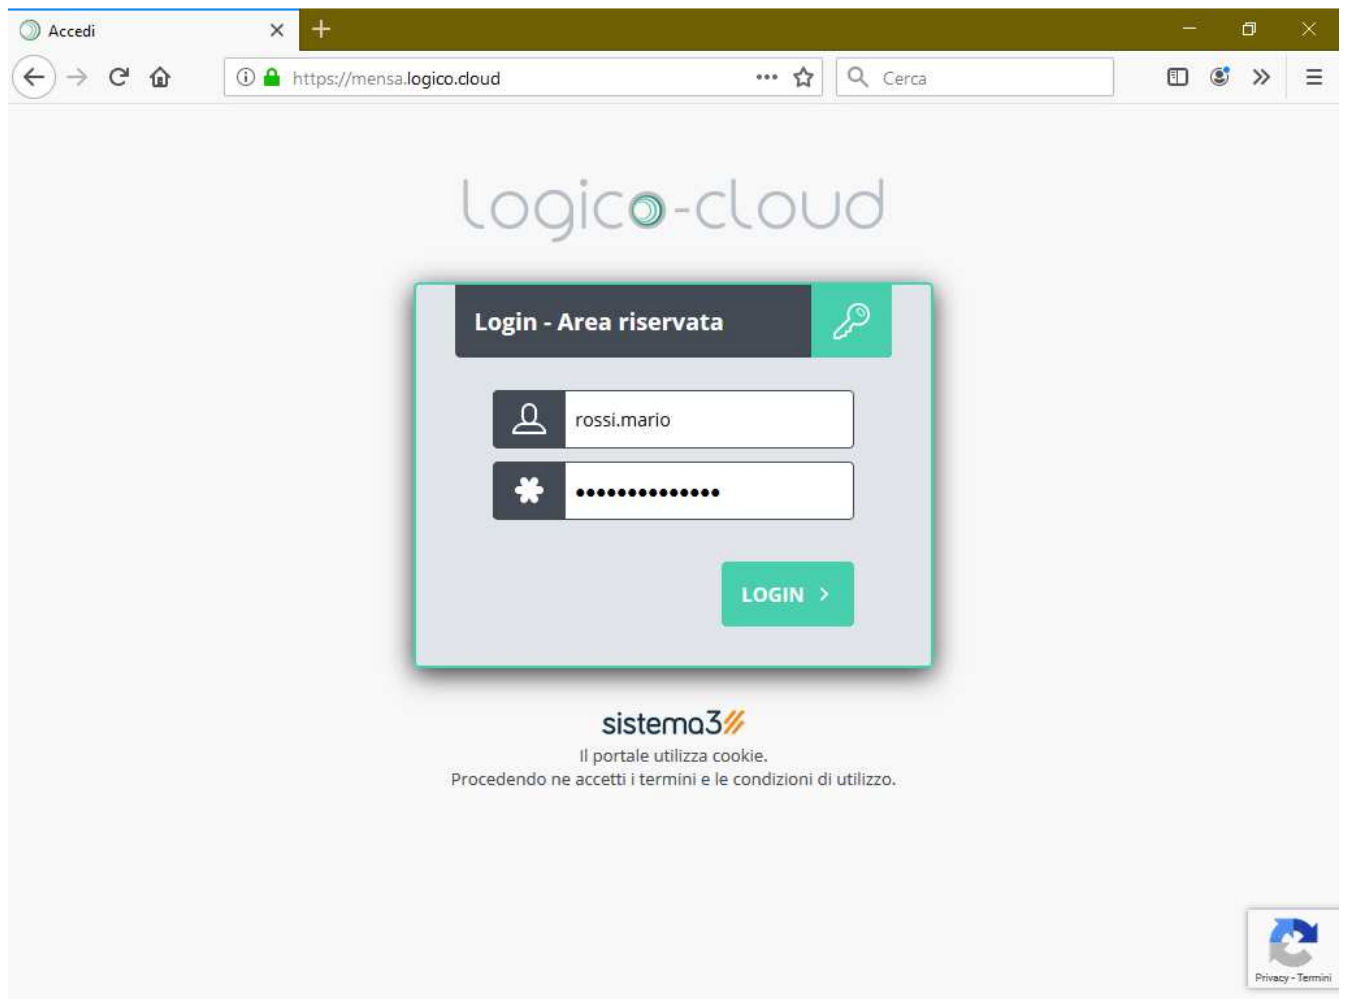 Accedi
https://mensa.logico.cloud
Cerca
logico-cloud
Login - Area riservata
rossi.mario
••••••••••••••
LOGIN
sistema3
Il portale utilizza cookie.
Procedendo ne accetti i termini e le condizioni di utilizzo.
Privacy - Termini